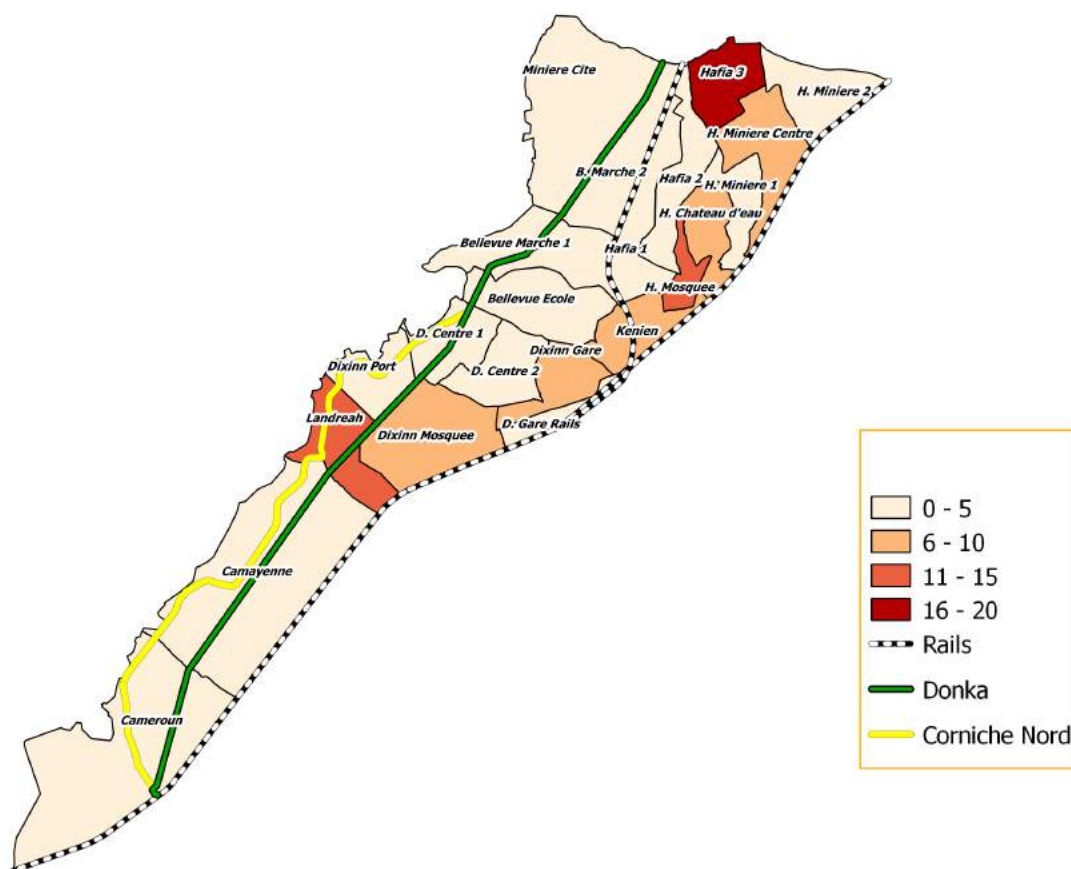 Miniere Cite
Hafia 3
H. Miniere 2
H. Miniere Centre
B. Marche 2
Hafia 2
H. Miniere 1
H. Chateau d'eau
Bellevue Marche 1
Hafia 1
H. Mosquee
Bellevue Ecole
Kenien
D. Centre 1
Dixinn Gare
Dixinn Port
D. Centre 2
Landreah
D. Gare Rails
Dixinn Mosquee
Camayenne
Cameroun
0 - 5
6 - 10
11 - 15
16 - 20
Rails
Donka
Corniche Nord